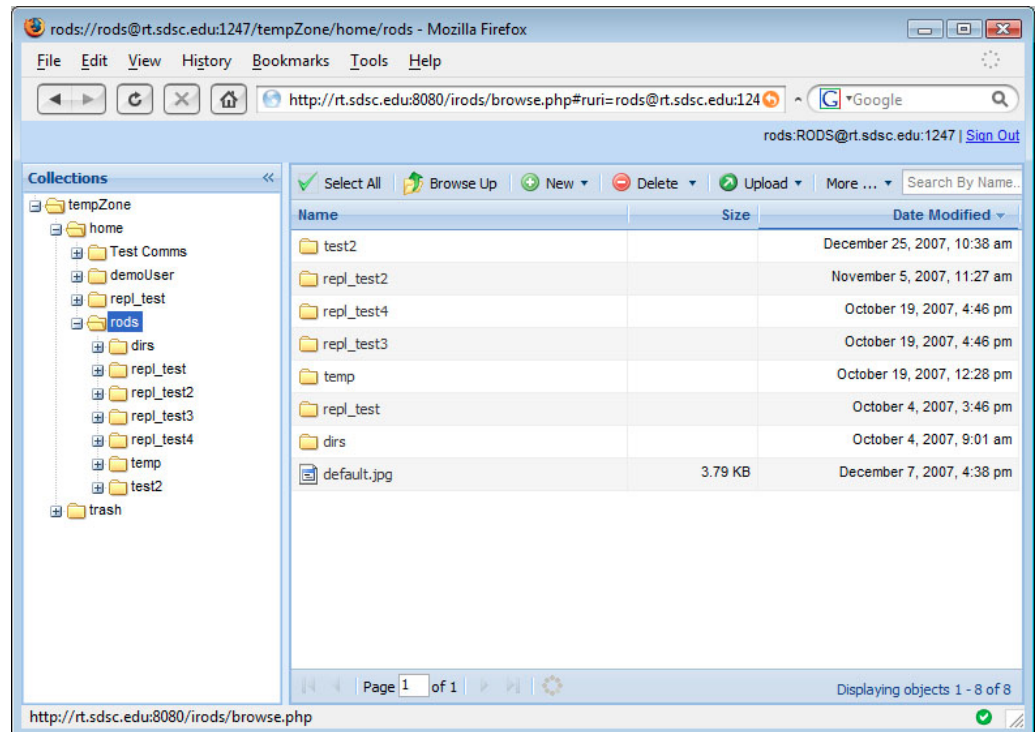 rods://rods@rt.sdsc.edu:1247/tempZone/home/rods - Mozilla Firefox
File Edit View History Bookmarks Tools Help
http://rt.sdsc.edu:8080/irods/browse.php#ruri=rods@rt.sdsc.edu:124
G Google
rods:RODS@rt.sdsc.edu:1247 | Sign Out
Collections «
tempZone
home
Test Comms
demoUser
repl_test
rods
dirs
repl_test
repl_test2
repl_test3
repl_test4
temp
test2
trash
Select All Browse Up New Delete Upload More ... Search By Name..
Name Size Date Modified
test2 December 25, 2007, 10:38 am
repl_test2 November 5, 2007, 11:27 am
repl_test4 October 19, 2007, 4:46 pm
repl_test3 October 19, 2007, 4:46 pm
temp October 19, 2007, 12:28 pm
repl_test October 4, 2007, 3:46 pm
dirs October 4, 2007, 9:01 am
default.jpg 3.79 KB December 7, 2007, 4:38 pm
Page 1 of 1
Displaying objects 1 - 8 of 8
http://rt.sdsc.edu:8080/irods/browse.php